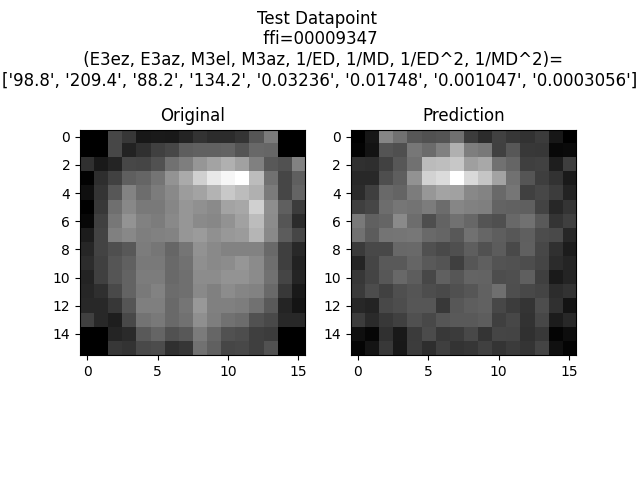 Test Datapoint
ffi=00009347
(E3ez, E3az, M3el, M3az, 1/ED, 1/MD, 1/ED^2, 1/MD^2)=
['98.8', '209.4', '88.2', '134.2', '0.03236', '0.01748', '0.001047', '0.0003056']
Original
Prediction
0
2
4
6
8
10
12
14
0 5 10 15
0
2
4
6
8
10
12
14
0 5 10 15